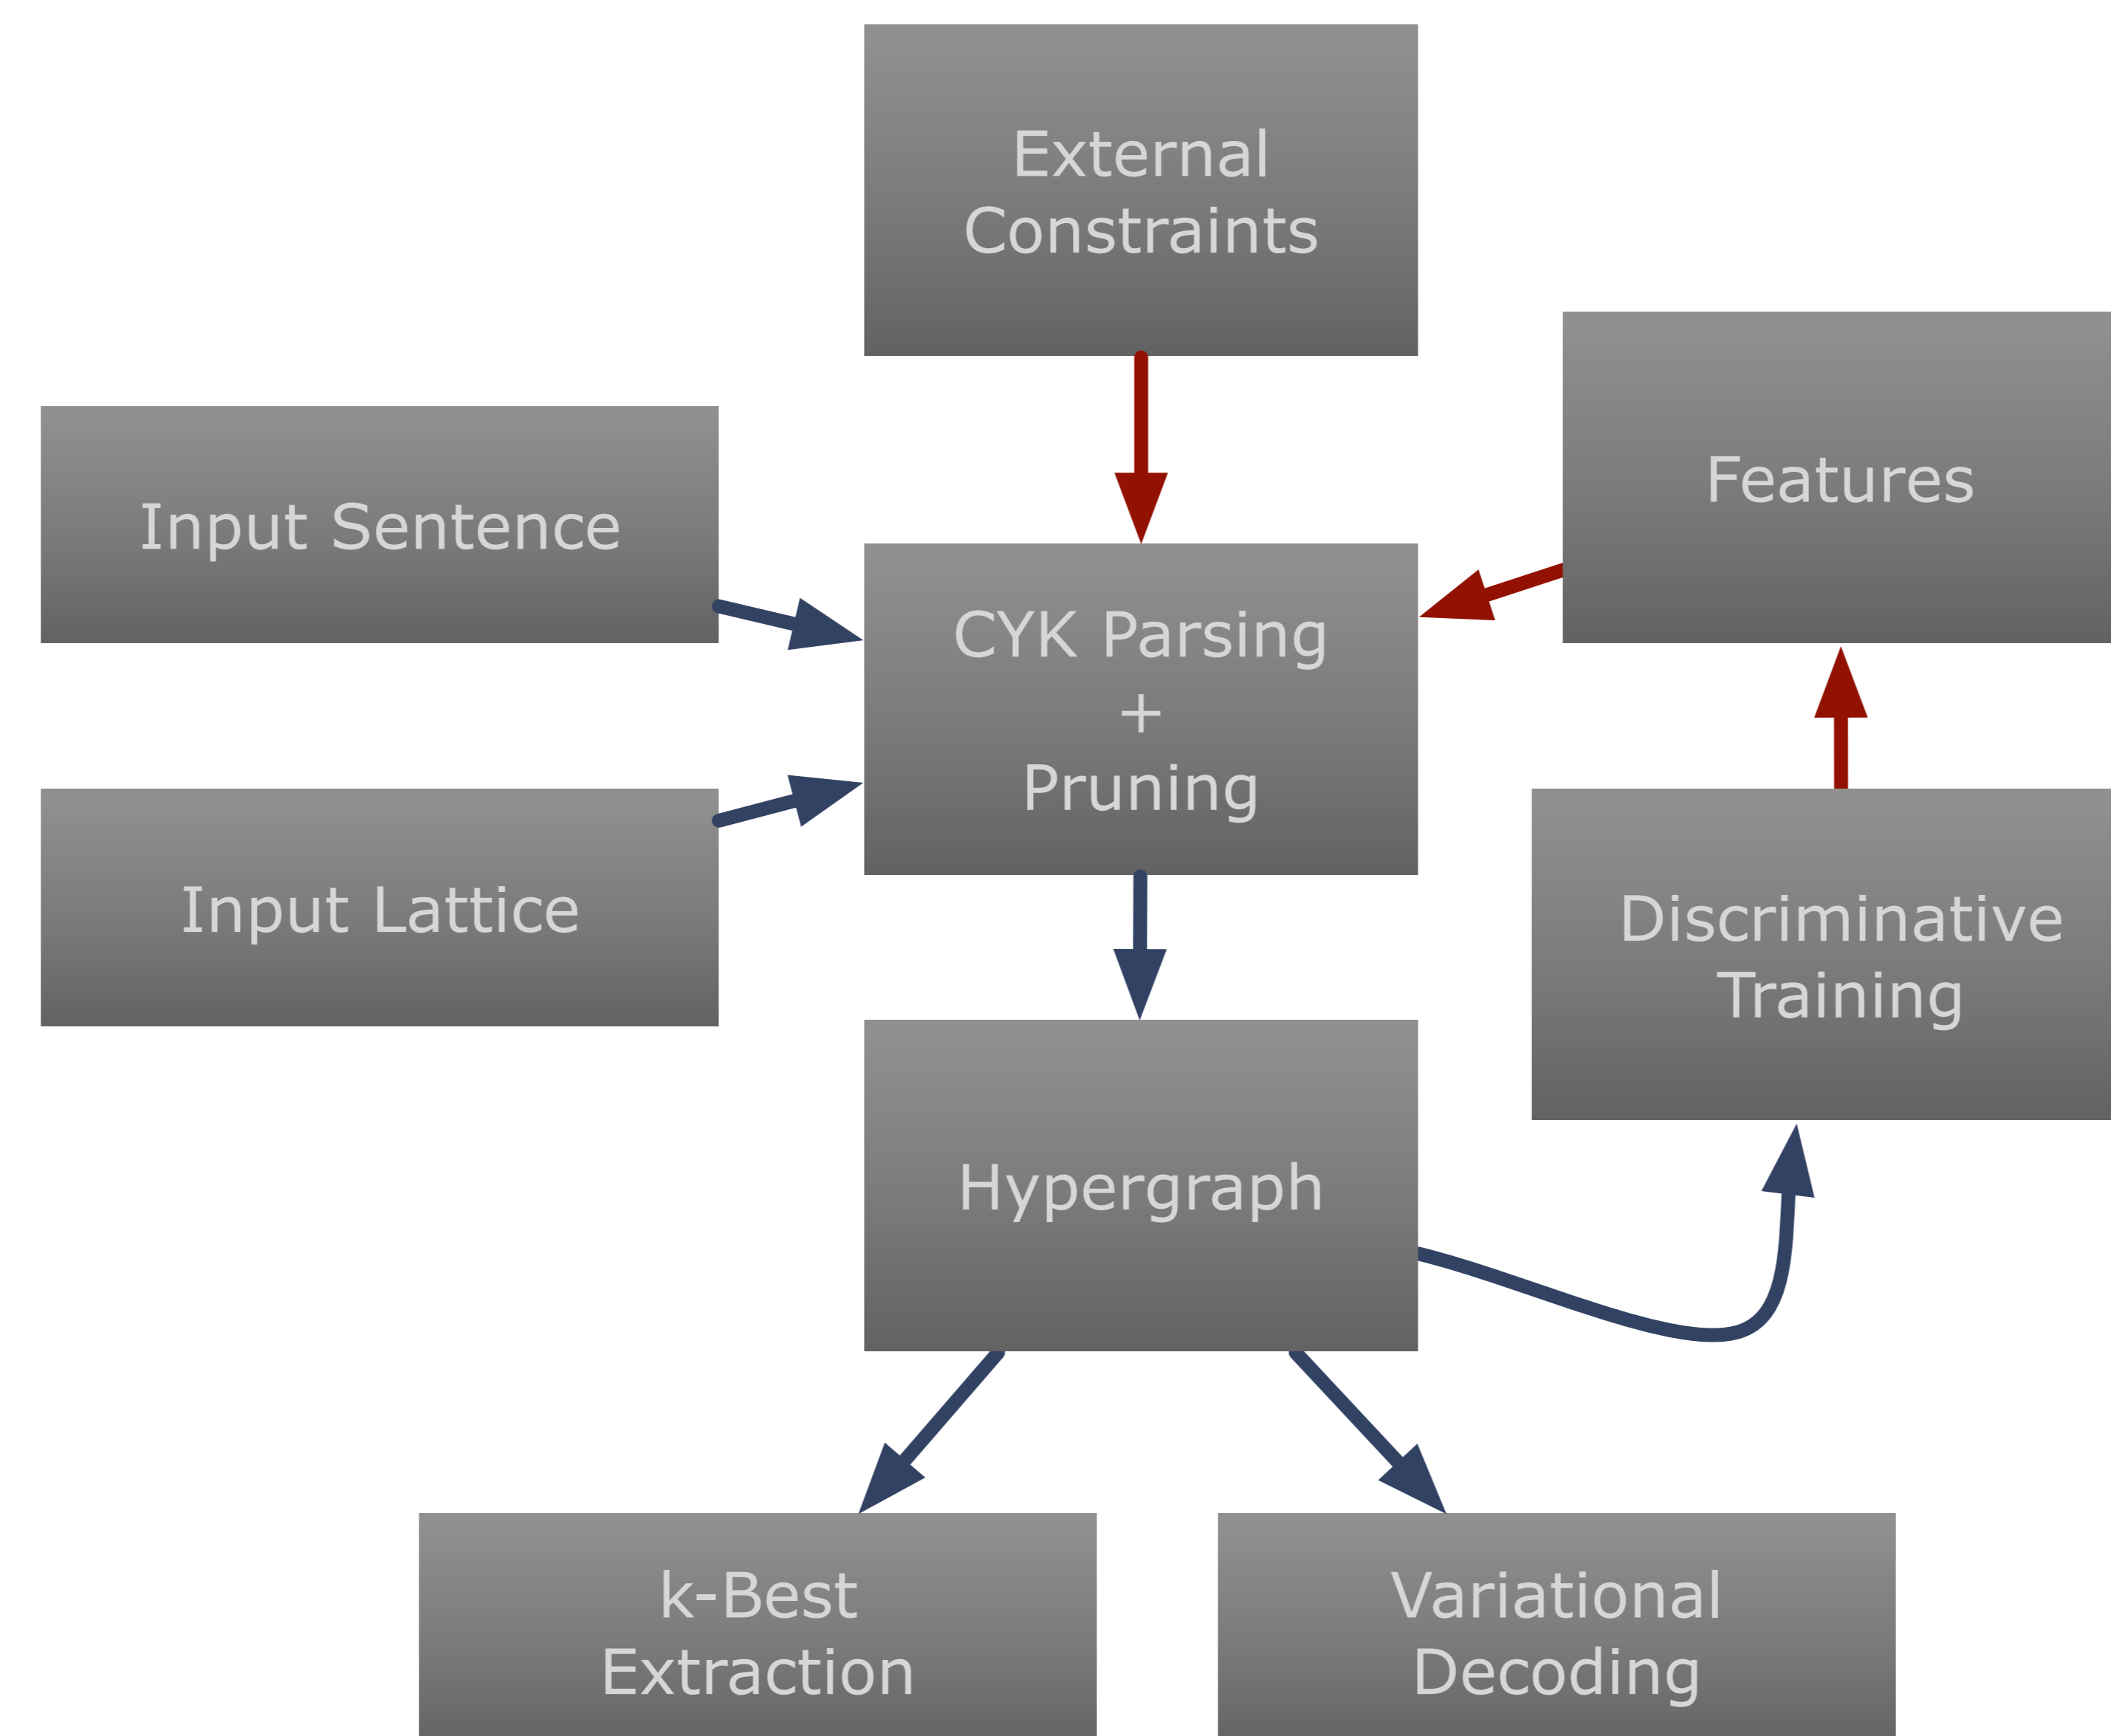 External
Constraints
Features
Input Sentence
CYK Parsing
+
Pruning
Input Lattice
Discriminative
Training
Hypergraph
k-Best
Extraction
Variational
Decoding